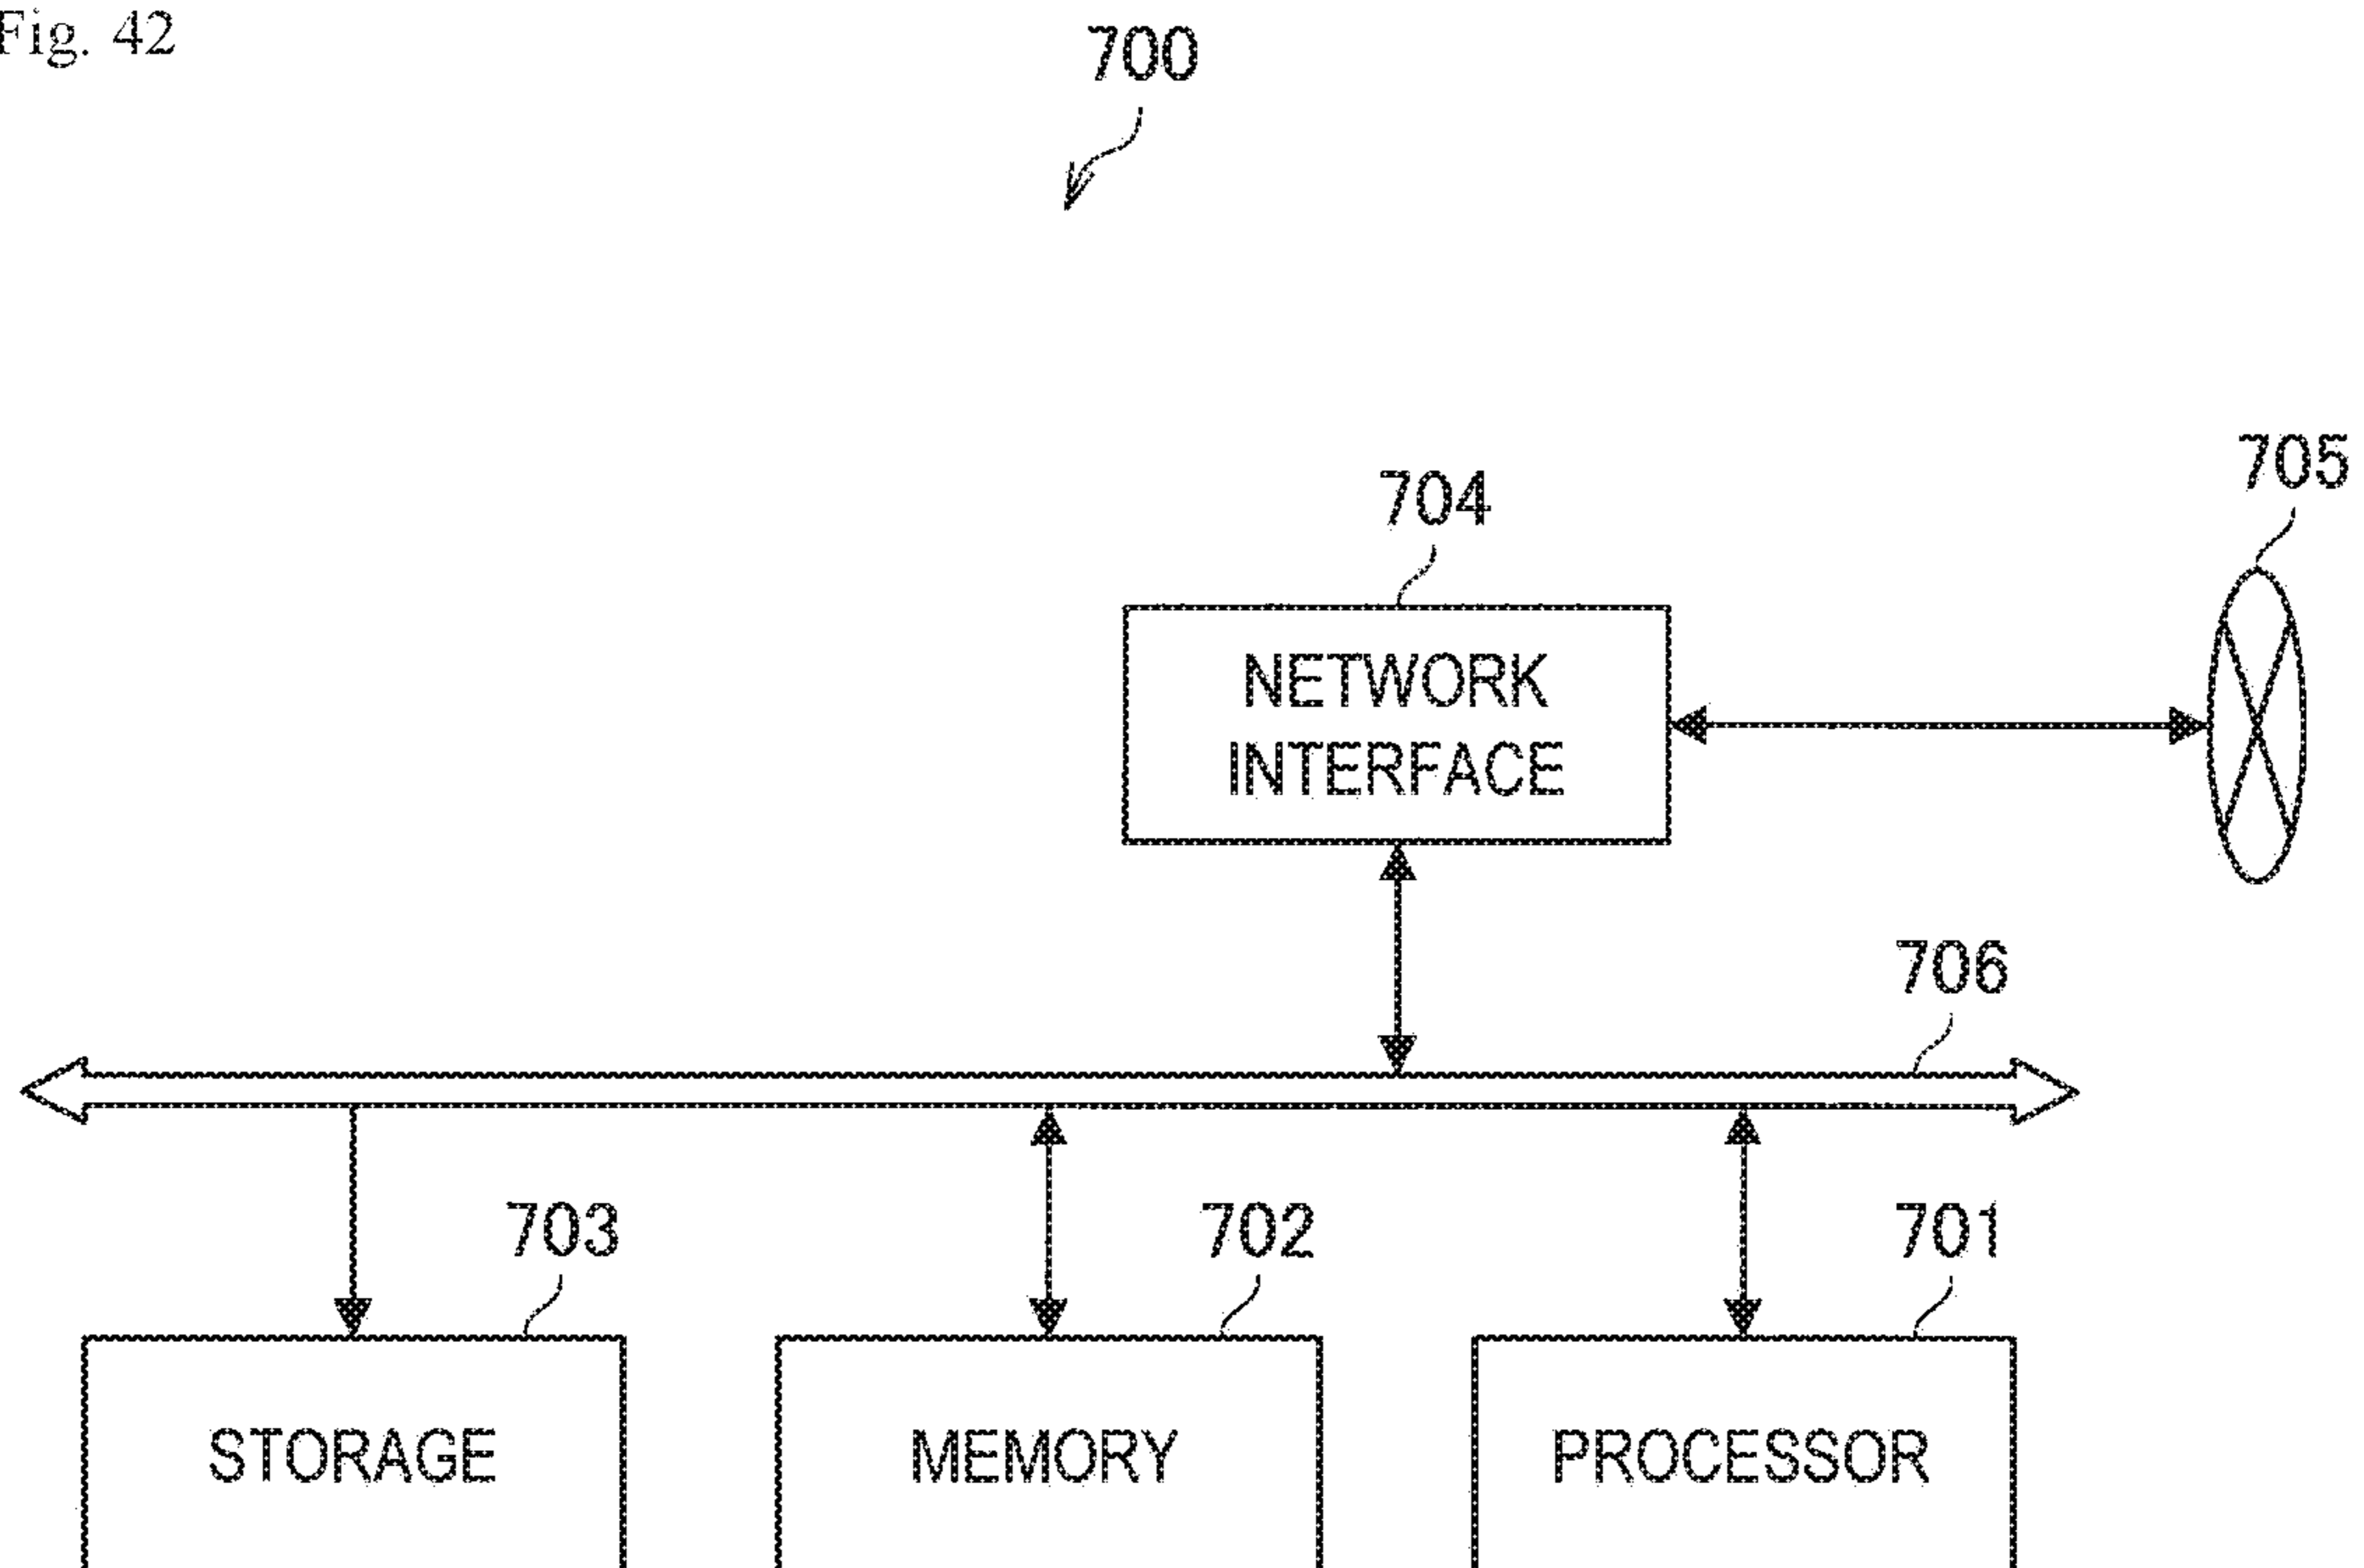 Fig. 42
700
705
704
NETWORK
INTERFACE
706
703
702
701
STORAGE
MEMORY
PROCESSOR